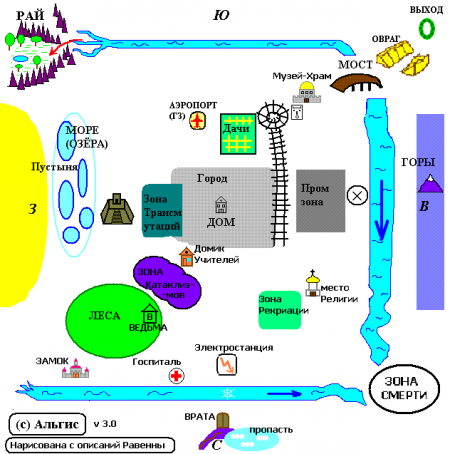 Ю
РАЙ
ВЫХОД
ОВРАГ
МОСТ
Музей-Храм
АЭРОПОРТ
(ГЗ)
Дачи
МОРЕ
(ОЗЁРА)
Пустыня
ГОРЫ
Город
Пром
зона
Зона
Трансм
утаций
ДОМ
З
В
Домик
Учителей
ЗОНА
Катаклиз-
мов
место
Религии
Зона
Рекриации
ЛЕСА
В
ВЕДЬМА
Электростанция
ЗАМОК
Госпиталь
ЗОНА
СМЕРТИ
ВРАТА
пропасть
С
(с) Альгис
v 3.0
Нарисована с описаний Равенны